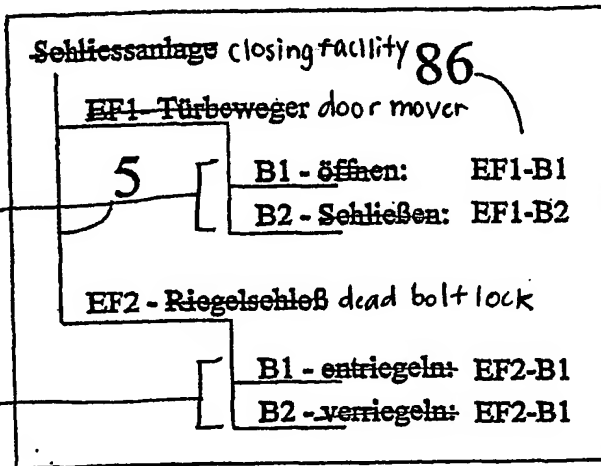 Schliessanlage closing facility 86
EF1- Türbeweger door mover
5
B1 - öffnen: EF1-B1
B2 - Schließen: EF1-B2
EF2 - Riegelschloß dead bolt lock
B1 - entriegeln: EF2-B1
B2 - verriegeln: EF2-B1